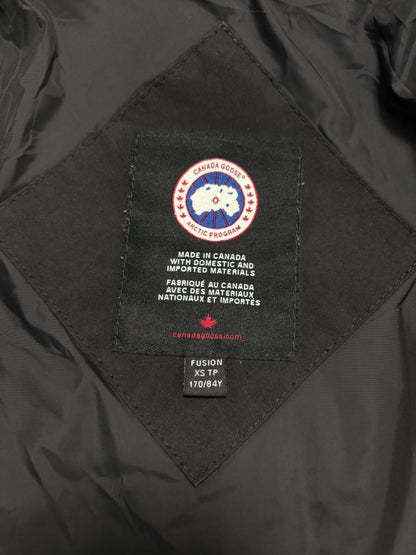 CANADA GOOSE®
ARCTIC PROGRAM
MADE IN CANADA
WITH DOMESTIC AND
IMPORTED MATERIALS
FABRIQUÉ AU CANADA
AVEC DES MATERIAUX
NATIONAUX ET IMPORTÉS
canadagoose.com
FUSION
XS TP
170/84Y